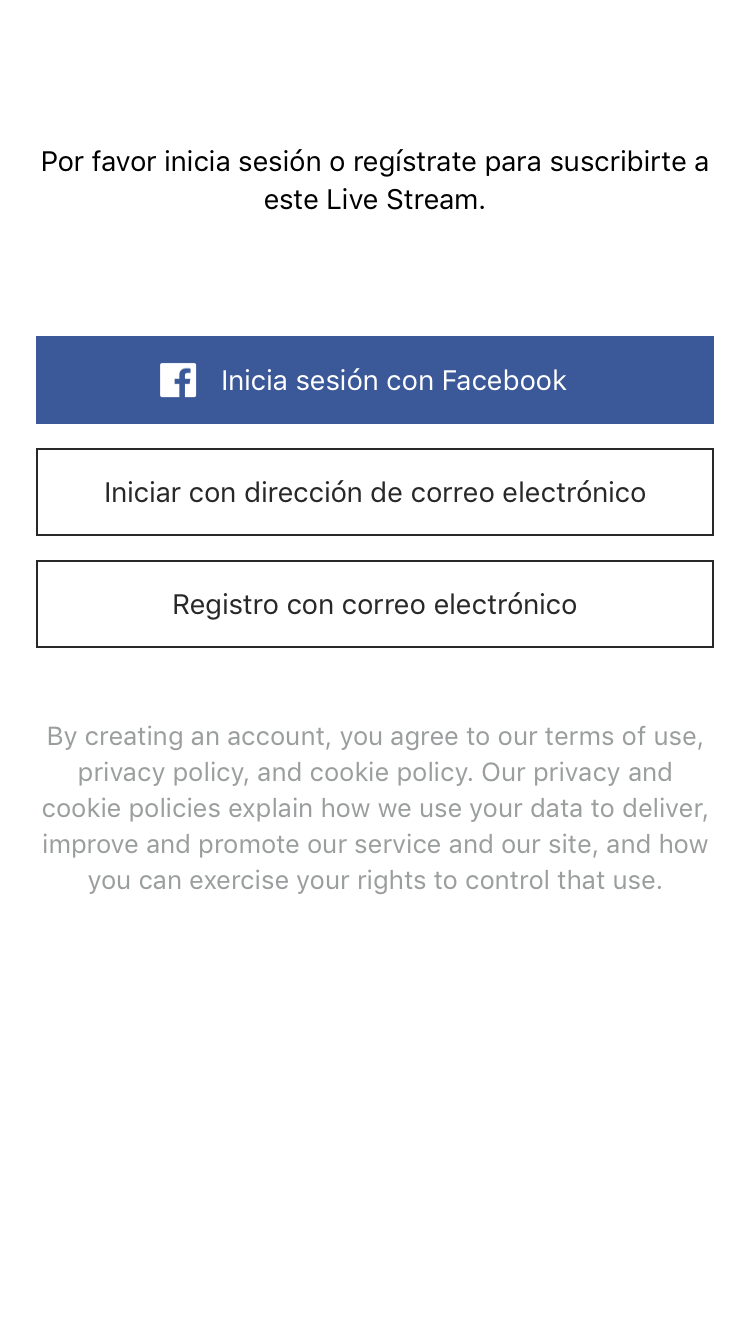 Por favor inicia sesión o regístrate para suscribirte a
este Live Stream.
Inicia sesión con Facebook
Iniciar con dirección de correo electrónico
Registro con correo electrónico
By creating an account, you agree to our terms of use,
privacy policy, and cookie policy. Our privacy and
cookie policies explain how we use your data to deliver,
improve and promote our service and our site, and how
you can exercise your rights to control that use.